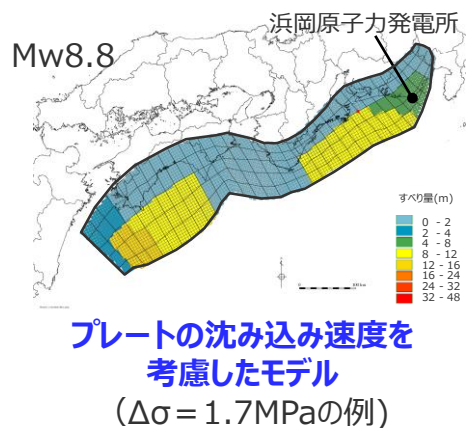 浜岡原子力発電所
Mw8.8
すべり量(m)
0 - 2
2 - 4
4 - 8
8 - 12
12 - 16
16 - 24
24 - 32
32 - 48
プレートの沈み込み速度を
考慮したモデル
（Δσ＝1.7MPaの例)